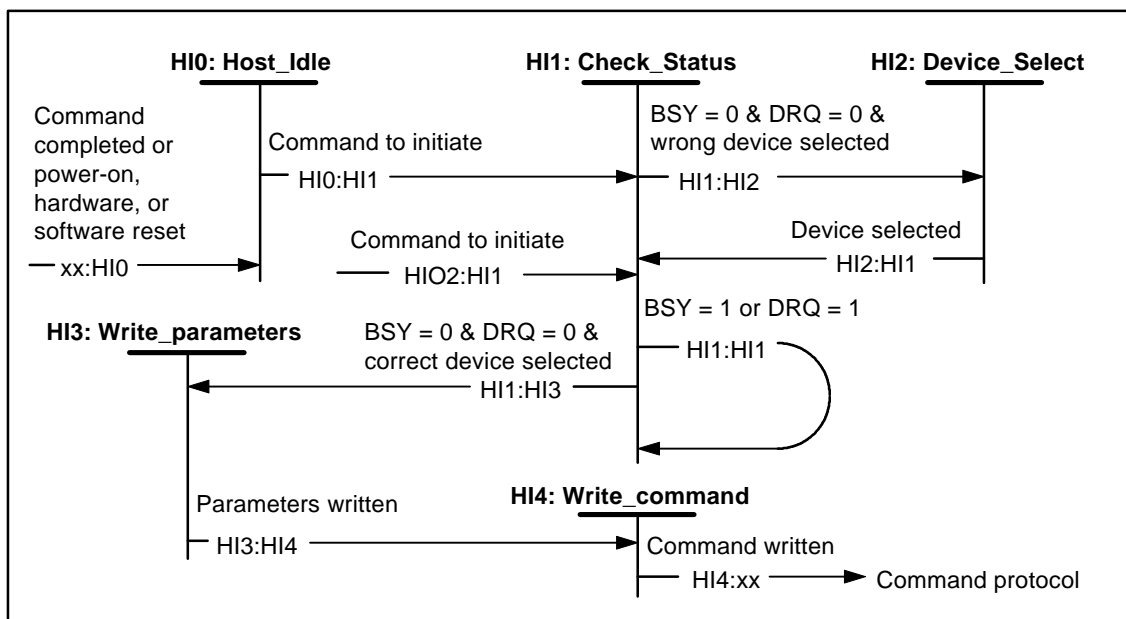 HI0: Host_Idle
HI1: Check_Status
HI2: Device_Select
Command
completed or
power-on,
hardware, or
software reset
xx:HI0
Command to initiate
HI0:HI1
BSY = 0 & DRQ = 0 &
wrong device selected
HI1:HI2
Command to initiate
HIO2:HI1
Device selected
HI2:HI1
HI3: Write_parameters
BSY = 0 & DRQ = 0 &
correct device selected
HI1:HI3
BSY = 1 or DRQ = 1
HI1:HI1
Parameters written
HI3:HI4
HI4: Write_command
Command written
HI4:xx
Command protocol